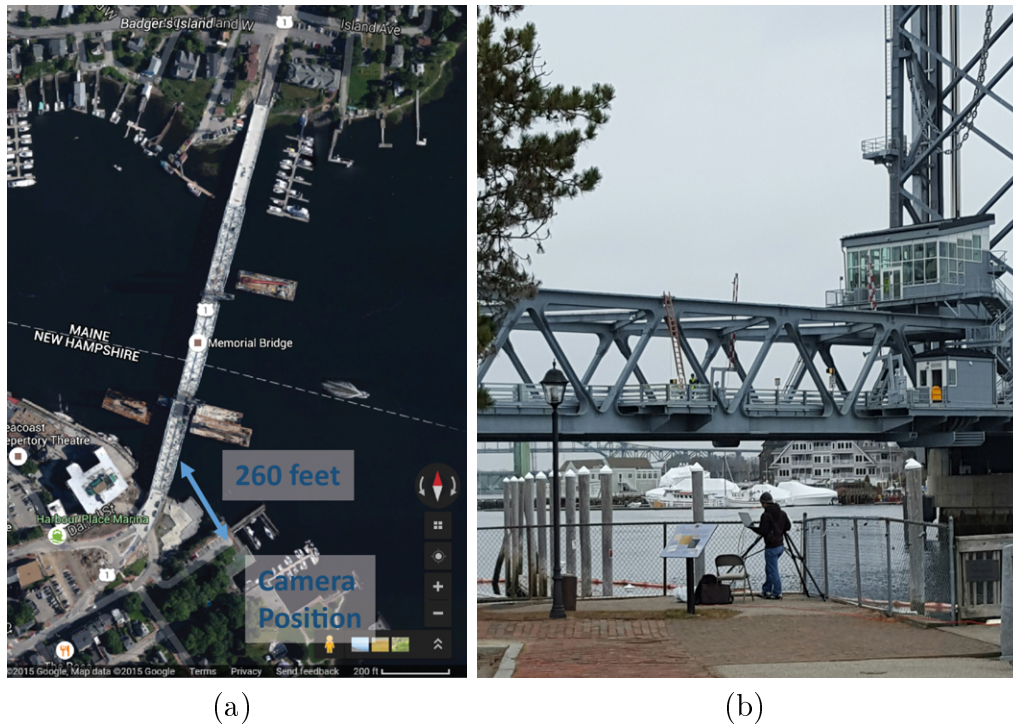 1
Badger's Island
Island Ave
1
MAINE
NEW HAMPSHIRE
Memorial Bridge
eacoast
epertory Theatre
260 feet
Harbour Place Marina
1
Camera
Position
©2015 Google, Map data ©2015 Google
Terms
Privacy
Send feedback
200 ft
(a)
(b)